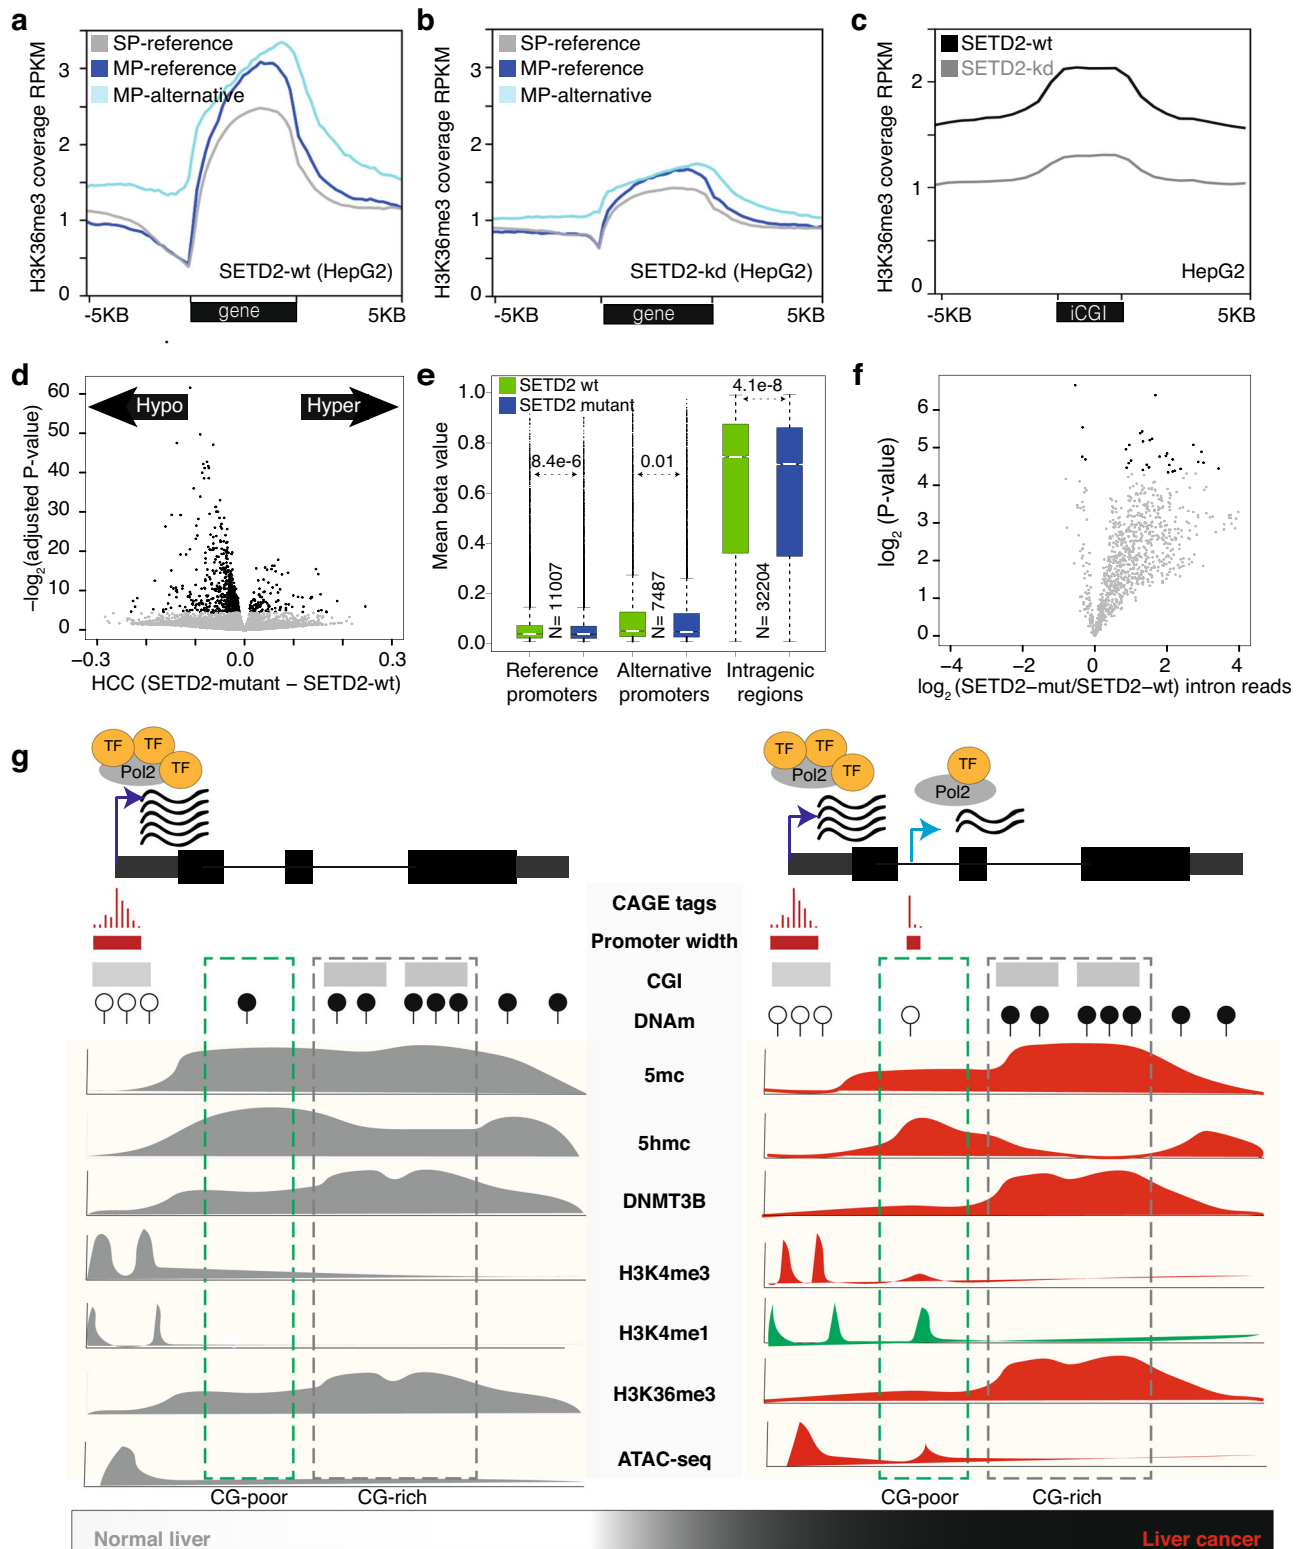 a
H3K36me3 coverage RPKM
3
2
1
0
SP-reference
MP-reference
MP-alternative
SETD2-wt (HepG2)
-5KB
gene
5KB
b
H3K36me3 coverage RPKM
3
2
1
0
SP-reference
MP-reference
MP-alternative
SETD2-kd (HepG2)
-5KB
gene
5KB
c
H3K36me3 coverage RPKM
2
1
0
SETD2-wt
SETD2-kd
HepG2
-5KB
iCGI
5KB
d
−log2(adjusted P-value)
60
50
40
30
20
10
0
Hypo
Hyper
−0.3
0.0
0.3
HCC (SETD2-mutant − SETD2-wt)
e
Mean beta value
1.0
0.8
0.6
0.4
0.2
0.0
SETD2 wt
SETD2 mutant
8.4e-6
0.01
4.1e-8
N= 11007
N= 7487
N= 32204
Reference promoters
Alternative promoters
Intragenic regions
f
log2 (P-value)
6
5
4
3
2
1
0
−4
−2
0
2
4
log2(SETD2−mut/SETD2−wt) intron reads
g
TF
TF
TF
Pol2
TF
TF
TF
Pol2
TF
Pol2
CAGE tags
Promoter width
CGI
DNAm
5mc
5hmc
DNMT3B
H3K4me3
H3K4me1
H3K36me3
ATAC-seq
CG-poor
CG-rich
CG-poor
CG-rich
Normal liver
Liver cancer